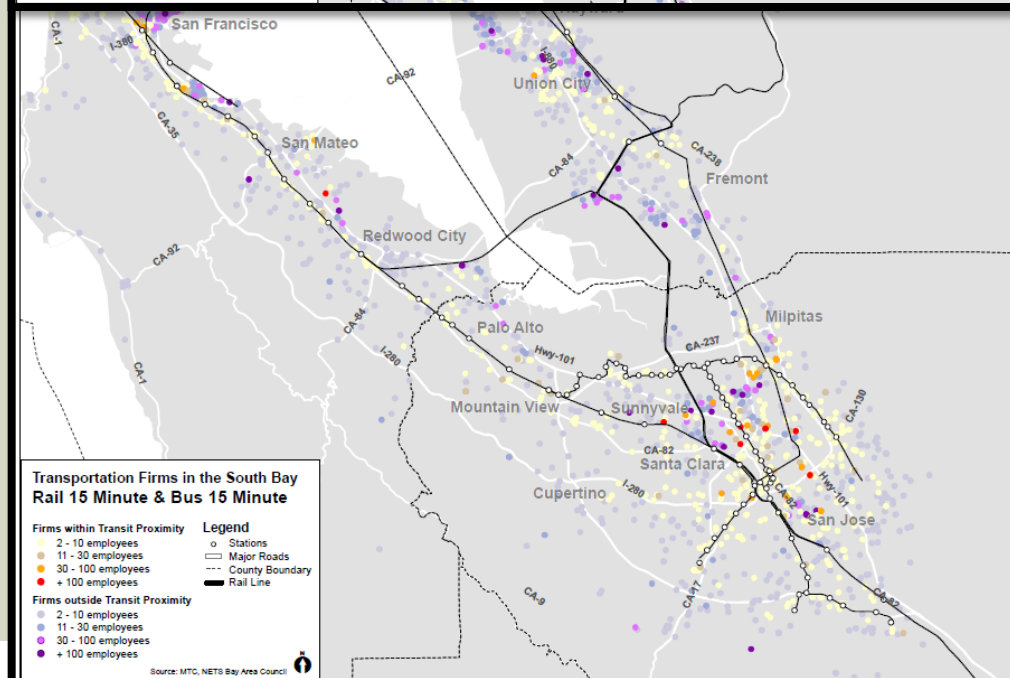 Hayward
San Francisco
CA-1
I-380
CA-92
I-880
Union City
CA-35
San Mateo
CA-84
CA-238
Fremont
Redwood City
CA-92
CA-84
Palo Alto
Milpitas
I-280
Hwy-101
CA-237
CA-1
Mountain View
Sunnyvale
CA-130
CA-82
Santa Clara
Cupertino
I-280
Hwy-101
CA-82
San Jose
CA-9
CA-17
CA-82
Transportation Firms in the South Bay
Rail 15 Minute & Bus 15 Minute
Firms within Transit Proximity
2 - 10 employees
11 - 30 employees
30 - 100 employees
+ 100 employees
Firms outside Transit Proximity
2 - 10 employees
11 - 30 employees
30 - 100 employees
+ 100 employees
Legend
Stations
Major Roads
County Boundary
Rail Line
Source: MTC, NETS Bay Area Council
N